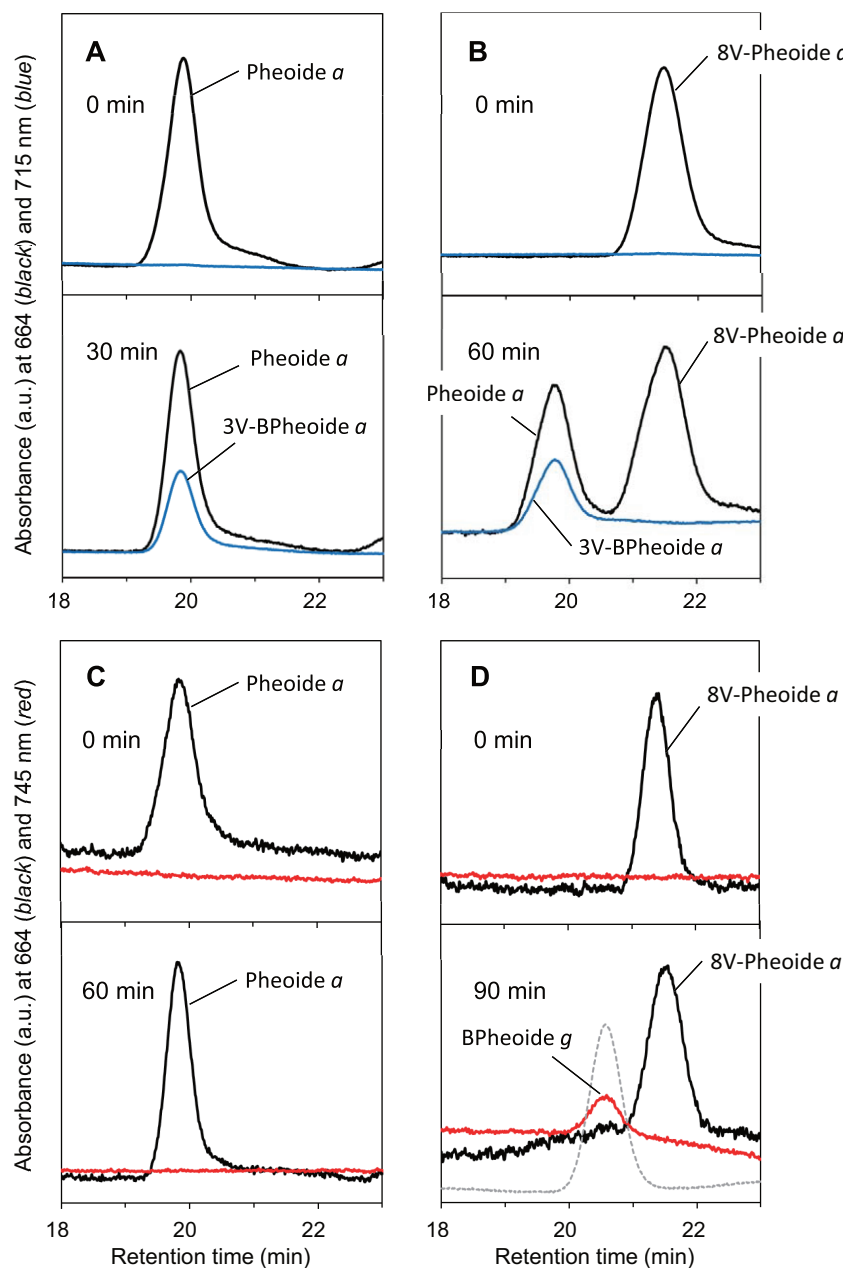 Absorbance (a.u.) at 664 (black) and 715 nm (blue)
A
0 min
Pheoide a
B
0 min
8V-Pheoide a
30 min
Pheoide a
3V-BPheoide a
60 min
8V-Pheoide a
Pheoide a
3V-BPheoide a
18 20 22
18 20 22
Absorbance (a.u.) at 664 (black) and 745 nm (red)
C
0 min
Pheoide a
D
0 min
8V-Pheoide a
60 min
Pheoide a
90 min
8V-Pheoide a
BPheoide g
18 20 22
Retention time (min)
18 20 22
Retention time (min)